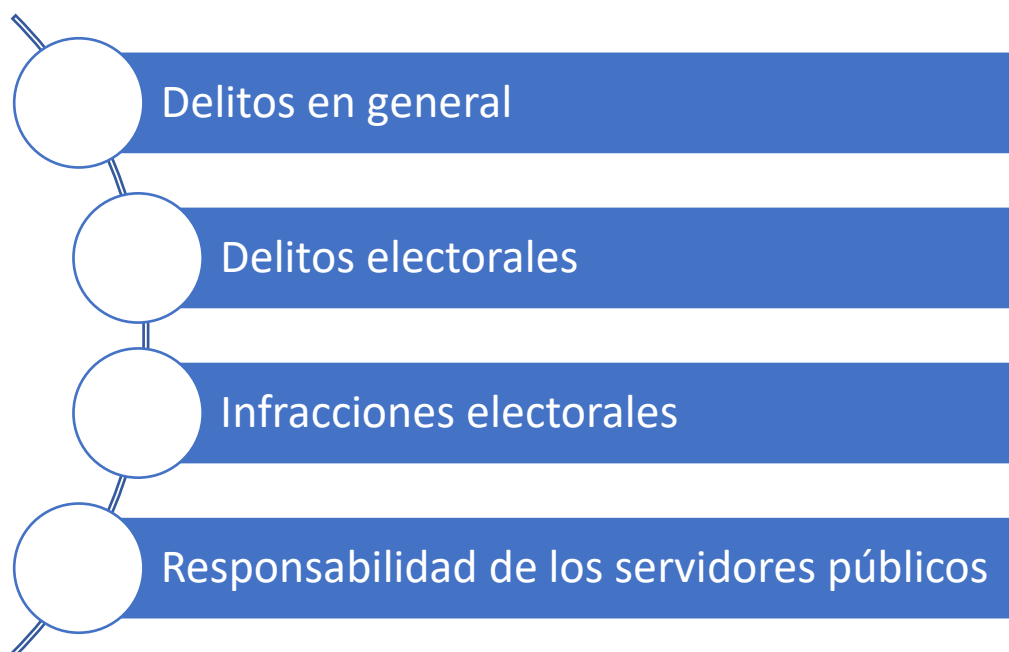 Delitos en general
Delitos electorales
Infracciones electorales
Responsabilidad de los servidores públicos